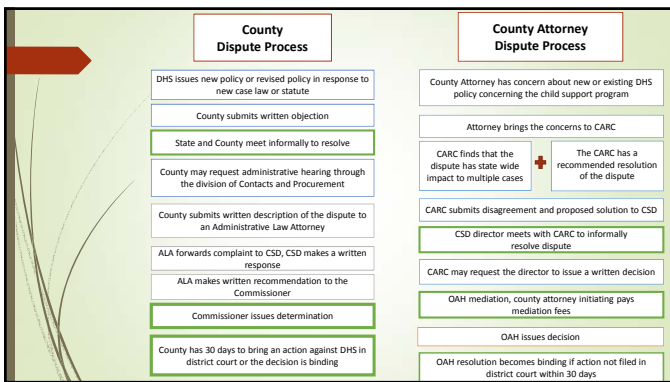 County
Dispute Process
DHS issues new policy or revised policy in response to
new case law or statute
County submits written objection
State and County meet informally to resolve
County may request administrative hearing through
the division of Contacts and Procurement
County submits written description of the dispute to
an Administrative Law Attorney
ALA forwards complaint to CSD, CSD makes a written
response
ALA makes written recommendation to the
Commissioner
Commissioner issues determination
County has 30 days to bring an action against DHS in
district court or the decision is binding
County Attorney
Dispute Process
County Attorney has concern about new or existing DHS
policy concerning the child support program
Attorney brings the concerns to CARC
CARC finds that the
dispute has state wide
impact to multiple cases
The CARC has a
recommended resolution
of the dispute
CARC submits disagreement and proposed solution to CSD
CSD director meets with CARC to informally
resolve dispute
CARC may request the director to issue a written decision
OAH mediation, county attorney initiating pays
mediation fees
OAH issues decision
OAH resolution becomes binding if action not filed in
district court within 30 days